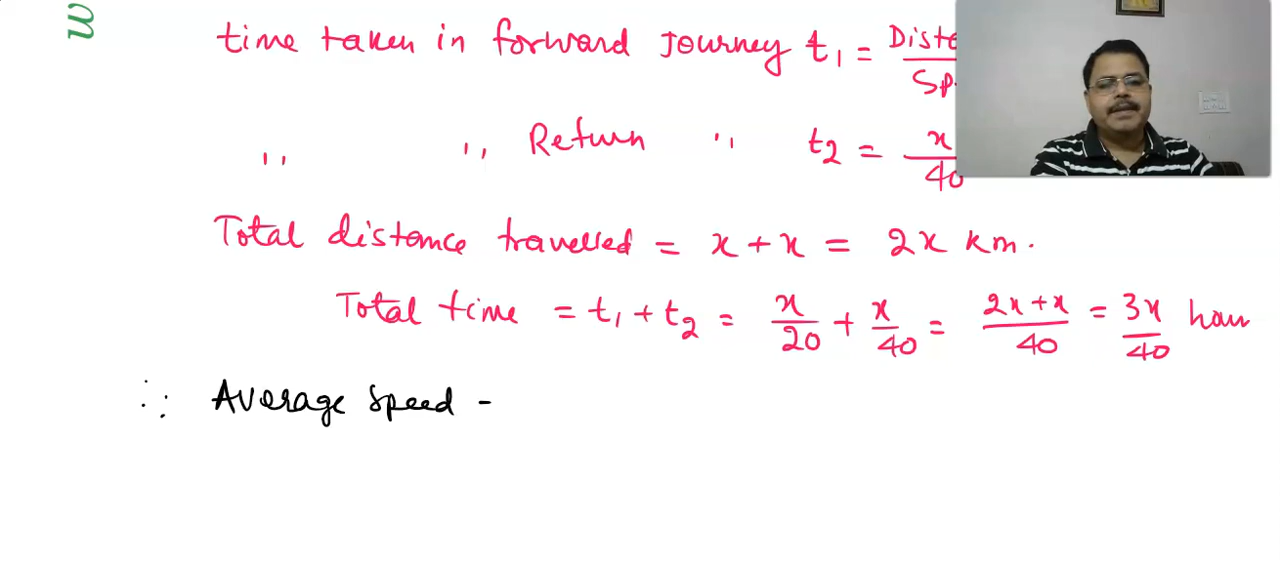 time taken in forward Journey t₁ = Dista / Sp
,, ,, Return ,, t₂ = x/40
Total distance travelled = x + x = 2x km.
Total time = t₁ + t₂ = x/20 + x/40 = (2x + x)/40 = 3x/40 hour
∴ Average Speed -